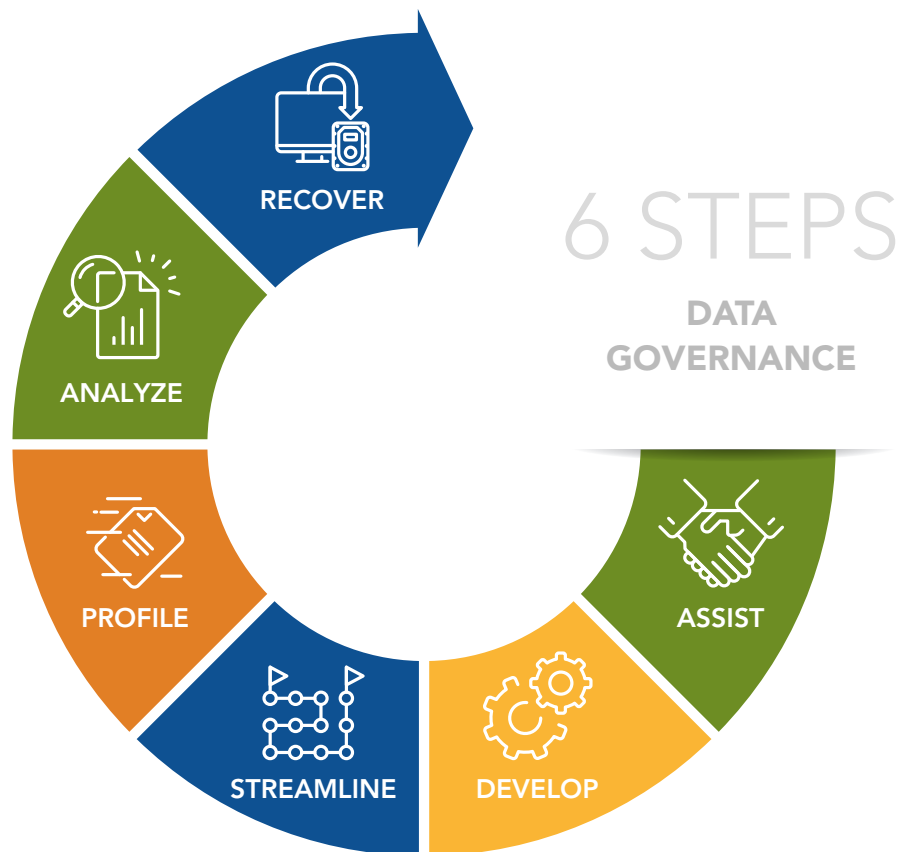 6 STEPS
DATA
GOVERNANCE
ASSIST
DEVELOP
STREAMLINE
PROFILE
ANALYZE
RECOVER